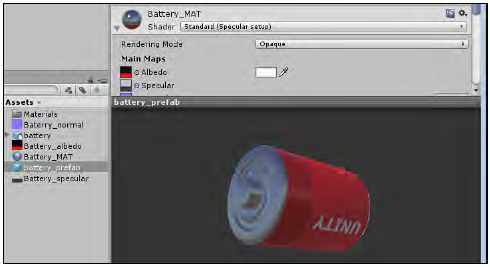 Battery_MAT
Shader Standard (Specular setup)
Rendering Mode Opaque
Main Maps
Albedo
Specular
Assets
Materials
Baterry_normal
battery
Battery_albedo
Battery_MAT
battery_prefab
Battery_specular
battery_prefab
UNITY